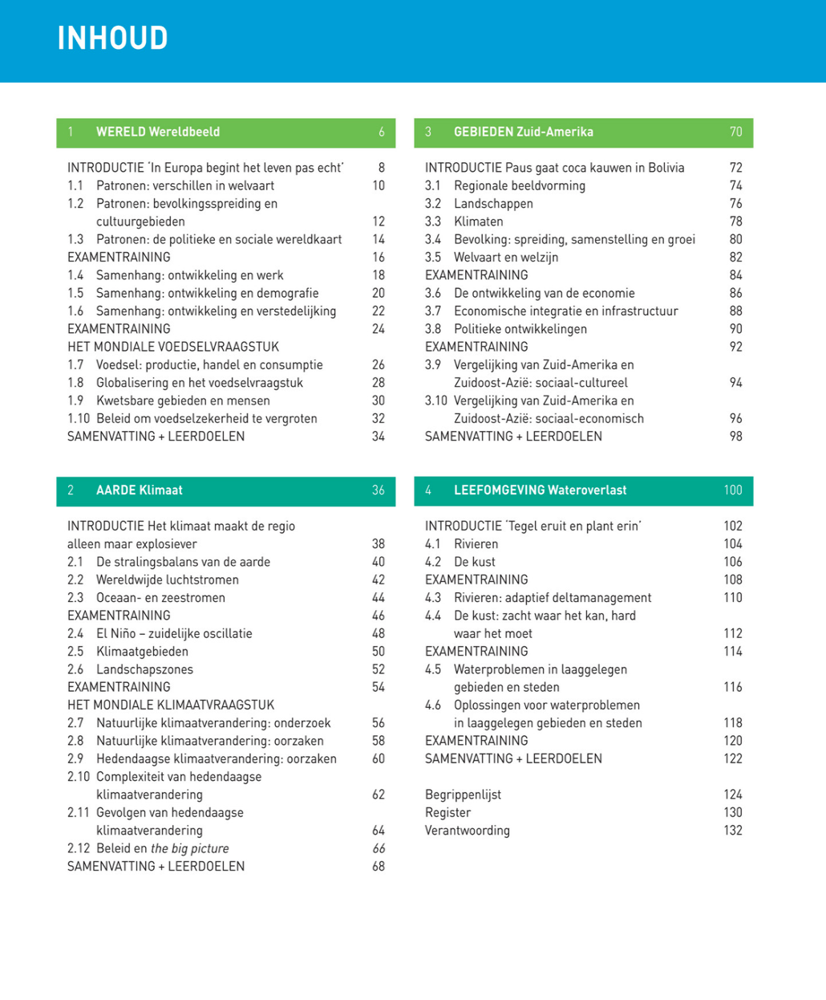 INHOUD
1 WERELD Wereldbeeld 6
INTRODUCTIE 'In Europa begint het leven pas echt' 8
1.1 Patronen: verschillen in welvaart 10
1.2 Patronen: bevolkingsspreiding en
cultuurgebieden 12
1.3 Patronen: de politieke en sociale wereldkaart 14
EXAMENTRAINING 16
1.4 Samenhang: ontwikkeling en werk 18
1.5 Samenhang: ontwikkeling en demografie 20
1.6 Samenhang: ontwikkeling en verstedelijking 22
EXAMENTRAINING 24
HET MONDIALE VOEDSELVRAAGSTUK
1.7 Voedsel: productie, handel en consumptie 26
1.8 Globalisering en het voedselvraagstuk 28
1.9 Kwetsbare gebieden en mensen 30
1.10 Beleid om voedselzekerheid te vergroten 32
SAMENVATTING + LEERDOELEN 34
2 AARDE Klimaat 36
INTRODUCTIE Het klimaat maakt de regio
alleen maar explosiever 38
2.1 De stralingsbalans van de aarde 40
2.2 Wereldwijde luchtstromen 42
2.3 Oceaan- en zeestromen 44
EXAMENTRAINING 46
2.4 El Niño – zuidelijke oscillatie 48
2.5 Klimaatgebieden 50
2.6 Landschapszones 52
EXAMENTRAINING 54
HET MONDIALE KLIMAATVRAAGSTUK
2.7 Natuurlijke klimaatverandering: onderzoek 56
2.8 Natuurlijke klimaatverandering: oorzaken 58
2.9 Hedendaagse klimaatverandering: oorzaken 60
2.10 Complexiteit van hedendaagse
klimaatverandering 62
2.11 Gevolgen van hedendaagse
klimaatverandering 64
2.12 Beleid en the big picture 66
SAMENVATTING + LEERDOELEN 68
3 GEBIEDEN Zuid-Amerika 70
INTRODUCTIE Paus gaat coca kauwen in Bolivia 72
3.1 Regionale beeldvorming 74
3.2 Landschappen 76
3.3 Klimaten 78
3.4 Bevolking: spreiding, samenstelling en groei 80
3.5 Welvaart en welzijn 82
EXAMENTRAINING 84
3.6 De ontwikkeling van de economie 86
3.7 Economische integratie en infrastructuur 88
3.8 Politieke ontwikkelingen 90
EXAMENTRAINING 92
3.9 Vergelijking van Zuid-Amerika en
Zuidoost-Azië: sociaal-cultureel 94
3.10 Vergelijking van Zuid-Amerika en
Zuidoost-Azië: sociaal-economisch 96
SAMENVATTING + LEERDOELEN 98
4 LEEFOMGEVING Wateroverlast 100
INTRODUCTIE 'Tegel eruit en plant erin' 102
4.1 Rivieren 104
4.2 De kust 106
EXAMENTRAINING 108
4.3 Rivieren: adaptief deltamanagement 110
4.4 De kust: zacht waar het kan, hard
waar het moet 112
EXAMENTRAINING 114
4.5 Waterproblemen in laaggelegen
gebieden en steden 116
4.6 Oplossingen voor waterproblemen
in laaggelegen gebieden en steden 118
EXAMENTRAINING 120
SAMENVATTING + LEERDOELEN 122
Begrippenlijst 124
Register 130
Verantwoording 132